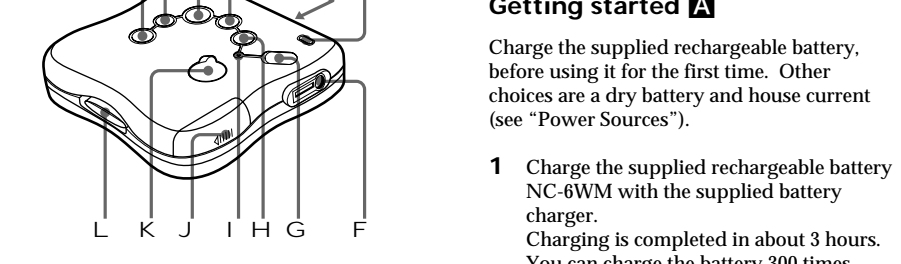 Getting started A
Charge the supplied rechargeable battery,
before using it for the first time. Other
choices are a dry battery and house current
(see “Power Sources”).
1 Charge the supplied rechargeable battery
NC-6WM with the supplied battery
charger.
Charging is completed in about 3 hours.
You can charge the battery 300 times
L K J I H G F